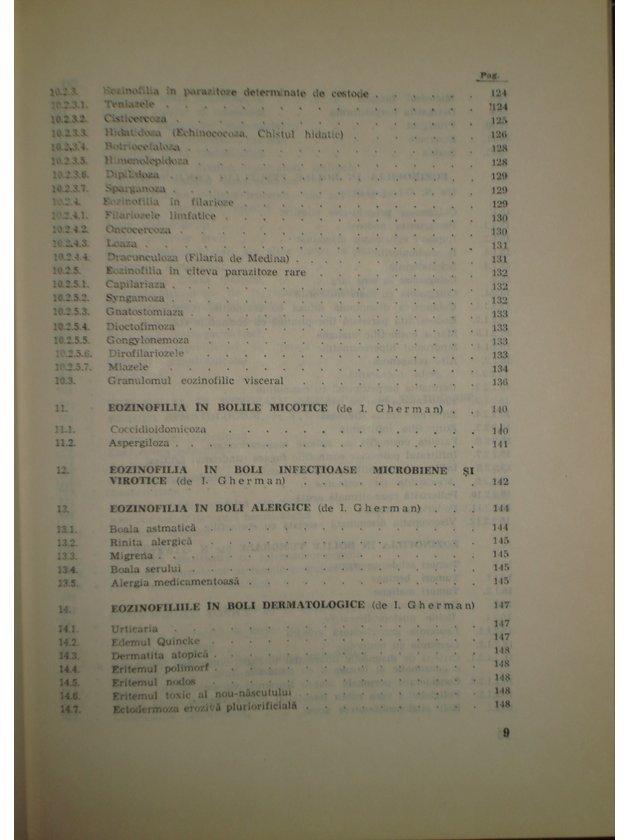 Pag.
10.2.3. Eozinofilia în parazitoze determinate de cestode . . . . . . 124
10.2.3.1. Teniazele . . . . . . . . . . . . . . 124
10.2.3.2. Cisticercoza . . . . . . . . . . . . . . 125
10.2.3.3. Hidatidoza (Echinococoza, Chistul hidatic) . . . . . . . 126
10.2.3.4. Botriocefaloza . . . . . . . . . . . . . 128
10.2.3.5. Himenolepidoza . . . . . . . . . . . . . 128
10.2.3.6. Dipilidoza . . . . . . . . . . . . . . 129
10.2.3.7. Sparganoza . . . . . . . . . . . . . . 129
10.2.4. Eozinofilia în filarioze . . . . . . . . . . . 129
10.2.4.1. Filariozele limfatice . . . . . . . . . . . . 130
10.2.4.2. Oncocercoza . . . . . . . . . . . . . . 130
10.2.4.3. Loaza . . . . . . . . . . . . . . . 131
10.2.4.4. Dracunculoza (Filaria de Medina) . . . . . . . . . 131
10.2.5. Eozinofilia în cîteva parazitoze rare . . . . . . . . 132
10.2.5.1. Capilariaza . . . . . . . . . . . . . . 132
10.2.5.2. Syngamoza . . . . . . . . . . . . . . 132
10.2.5.3. Gnatostomiaza . . . . . . . . . . . . . 133
10.2.5.4. Dioctofimoza . . . . . . . . . . . . . 133
10.2.5.5. Gongylonemoza . . . . . . . . . . . . . 133
10.2.5.6. Dirofilariozele . . . . . . . . . . . . . 133
10.2.5.7. Miazele . . . . . . . . . . . . . . 134
10.3. Granulomul eozinofilic visceral . . . . . . . . . 136
11. EOZINOFILIA ÎN BOLILE MICOTICE (de I. Gherman) . . 140
11.1. Coccidioidomicoza . . . . . . . . . . . . 140
11.2. Aspergiloza . . . . . . . . . . . . . . 141
12. EOZINOFILIA ÎN BOLI INFECȚIOASE MICROBIENE ȘI
VIROTICE (de I. Gherman) . . . . . . . . . 142
13. EOZINOFILIA ÎN BOLI ALERGICE (de I. Gherman) . . . 144
13.1. Boala astmatică . . . . . . . . . . . . . 144
13.2. Rinita alergică . . . . . . . . . . . . . 145
13.3. Migrena . . . . . . . . . . . . . . 145
13.4. Boala serului . . . . . . . . . . . . . 145
13.5. Alergia medicamentoasă . . . . . . . . . . . 145
14. EOZINOFILIILE ÎN BOLI DERMATOLOGICE (de I. Gherman) 147
14.1. Urticaria . . . . . . . . . . . . . . 147
14.2. Edemul Quincke . . . . . . . . . . . . . 147
14.3. Dermatita atopică . . . . . . . . . . . . 148
14.4. Eritemul polimorf . . . . . . . . . . . . 148
14.5. Eritemul nodos . . . . . . . . . . . . . 148
14.6. Eritemul toxic al nou-născutului . . . . . . . . . 148
14.7. Ectodermoza erozivă pluriorificială . . . . . . . . . 148
9